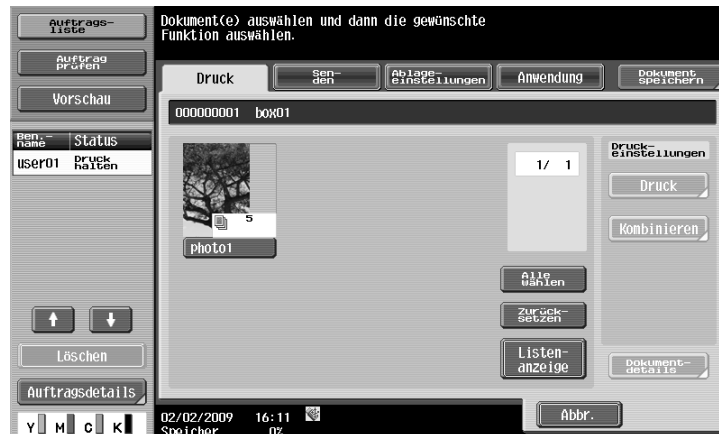 Auftrags-
liste
Auftrag
prüfen
Vorschau
Ben.-
name
Status
user01
Druck
halten
Löschen
Auftragsdetails
Y M C K
Dokument(e) auswählen und dann die gewünschte
Funktion auswählen.
Druck
Sen-
den
Ablage-
einstellungen
Anwendung
Dokument
speichern
000000001 box01
5
photo1
1/ 1
Alle
wählen
Zurück-
setzen
Listen-
anzeige
Druck-
einstellungen
Druck
Kombinieren
Dokument-
details
02/02/2009 16:11
Speicher 0%
Abbr.